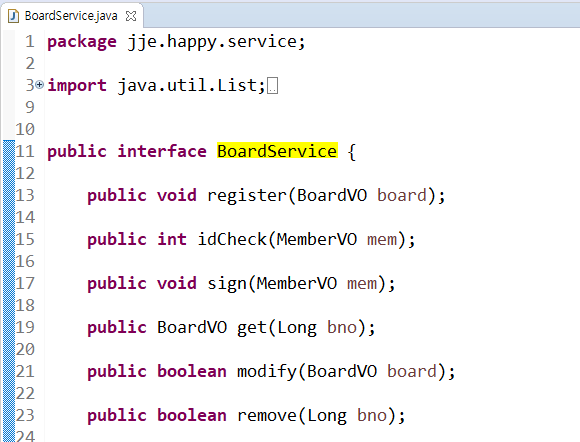 BoardService.java
1 package jje.happy.service;
2
3 import java.util.List;
9
10
11 public interface BoardService {
12
13 public void register(BoardVO board);
14
15 public int idCheck(MemberVO mem);
16
17 public void sign(MemberVO mem);
18
19 public BoardVO get(Long bno);
20
21 public boolean modify(BoardVO board);
22
23 public boolean remove(Long bno);
24